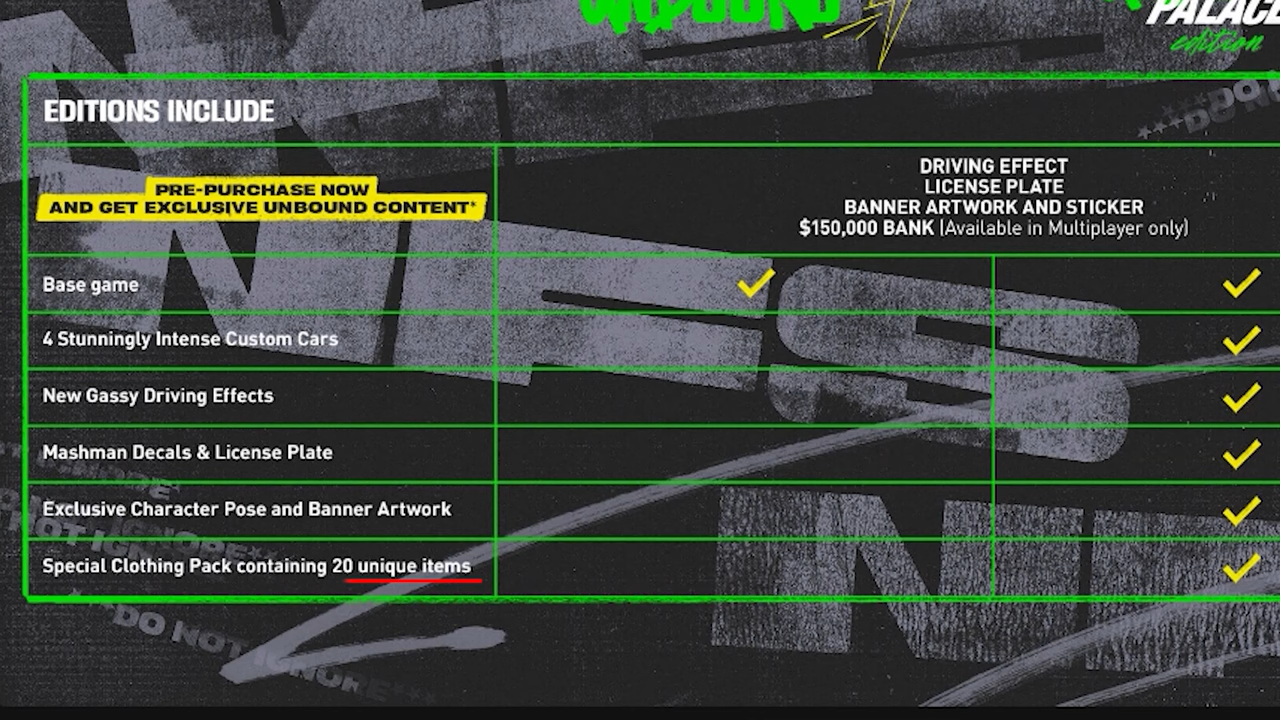 UNBOUND
PALACE
edition
EDITIONS INCLUDE
PRE-PURCHASE NOW
AND GET EXCLUSIVE UNBOUND CONTENT*
DRIVING EFFECT
LICENSE PLATE
BANNER ARTWORK AND STICKER
$150,000 BANK (Available in Multiplayer only)
Base game
4 Stunningly Intense Custom Cars
New Gassy Driving Effects
Mashman Decals & License Plate
Exclusive Character Pose and Banner Artwork
Special Clothing Pack containing 20 unique items
NFS
DO NOT IGNORE***